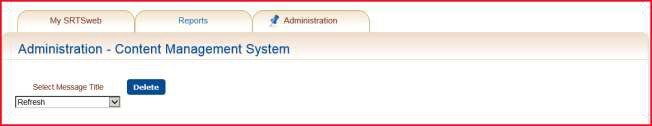 My SRTSweb Reports Administration
Administration - Content Management System
Select Message Title Delete
Refresh